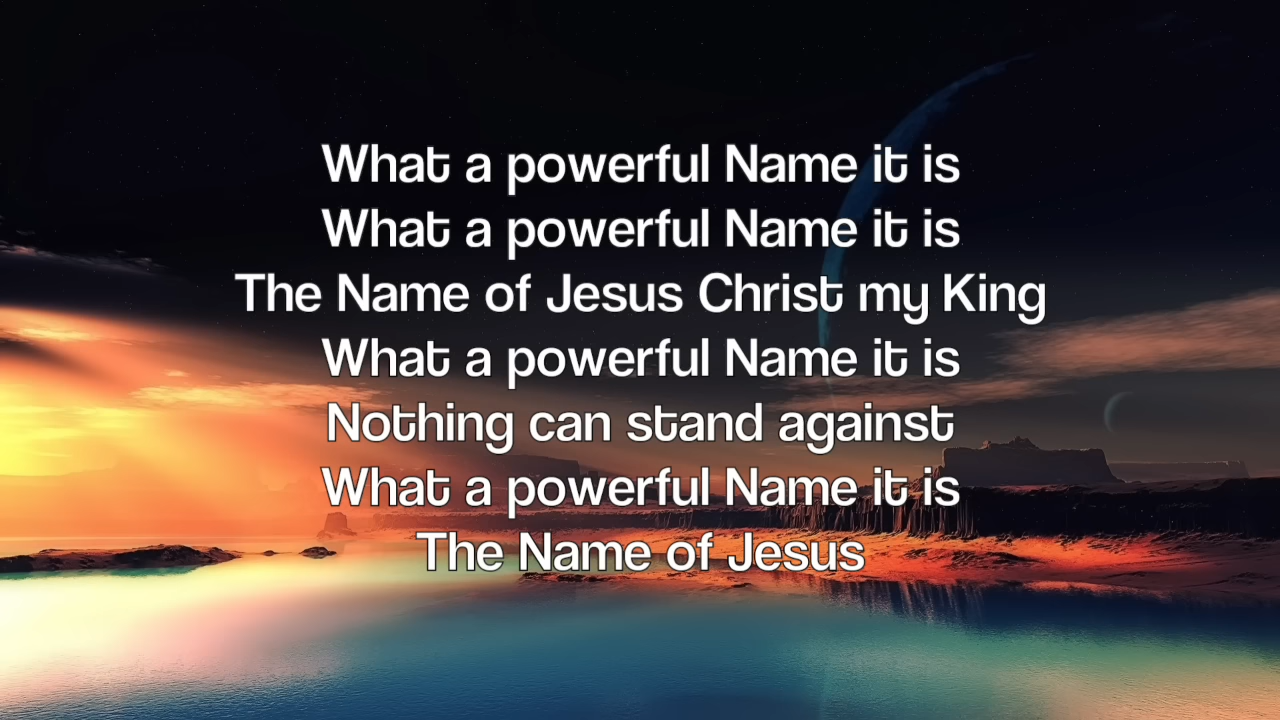 What a powerful Name it is
What a powerful Name it is
The Name of Jesus Christ my King
What a powerful Name it is
Nothing can stand against
What a powerful Name it is
The Name of Jesus